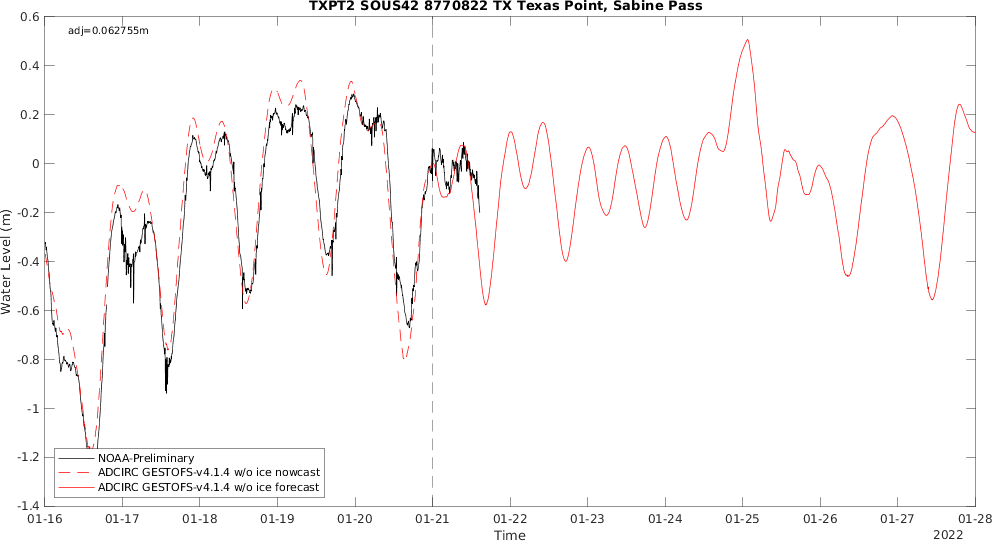 TXPT2 SOUS42 8770822 TX Texas Point, Sabine Pass
adj=0.062755m
0.6
0.4
0.2
0
-0.2
-0.4
-0.6
-0.8
-1
-1.2
-1.4
Water Level (m)
NOAA-Preliminary
ADCIRC GESTOFS-v4.1.4 w/o ice nowcast
ADCIRC GESTOFS-v4.1.4 w/o ice forecast
01-16 01-17 01-18 01-19 01-20 01-21 01-22 01-23 01-24 01-25 01-26 01-27 01-28
Time
2022